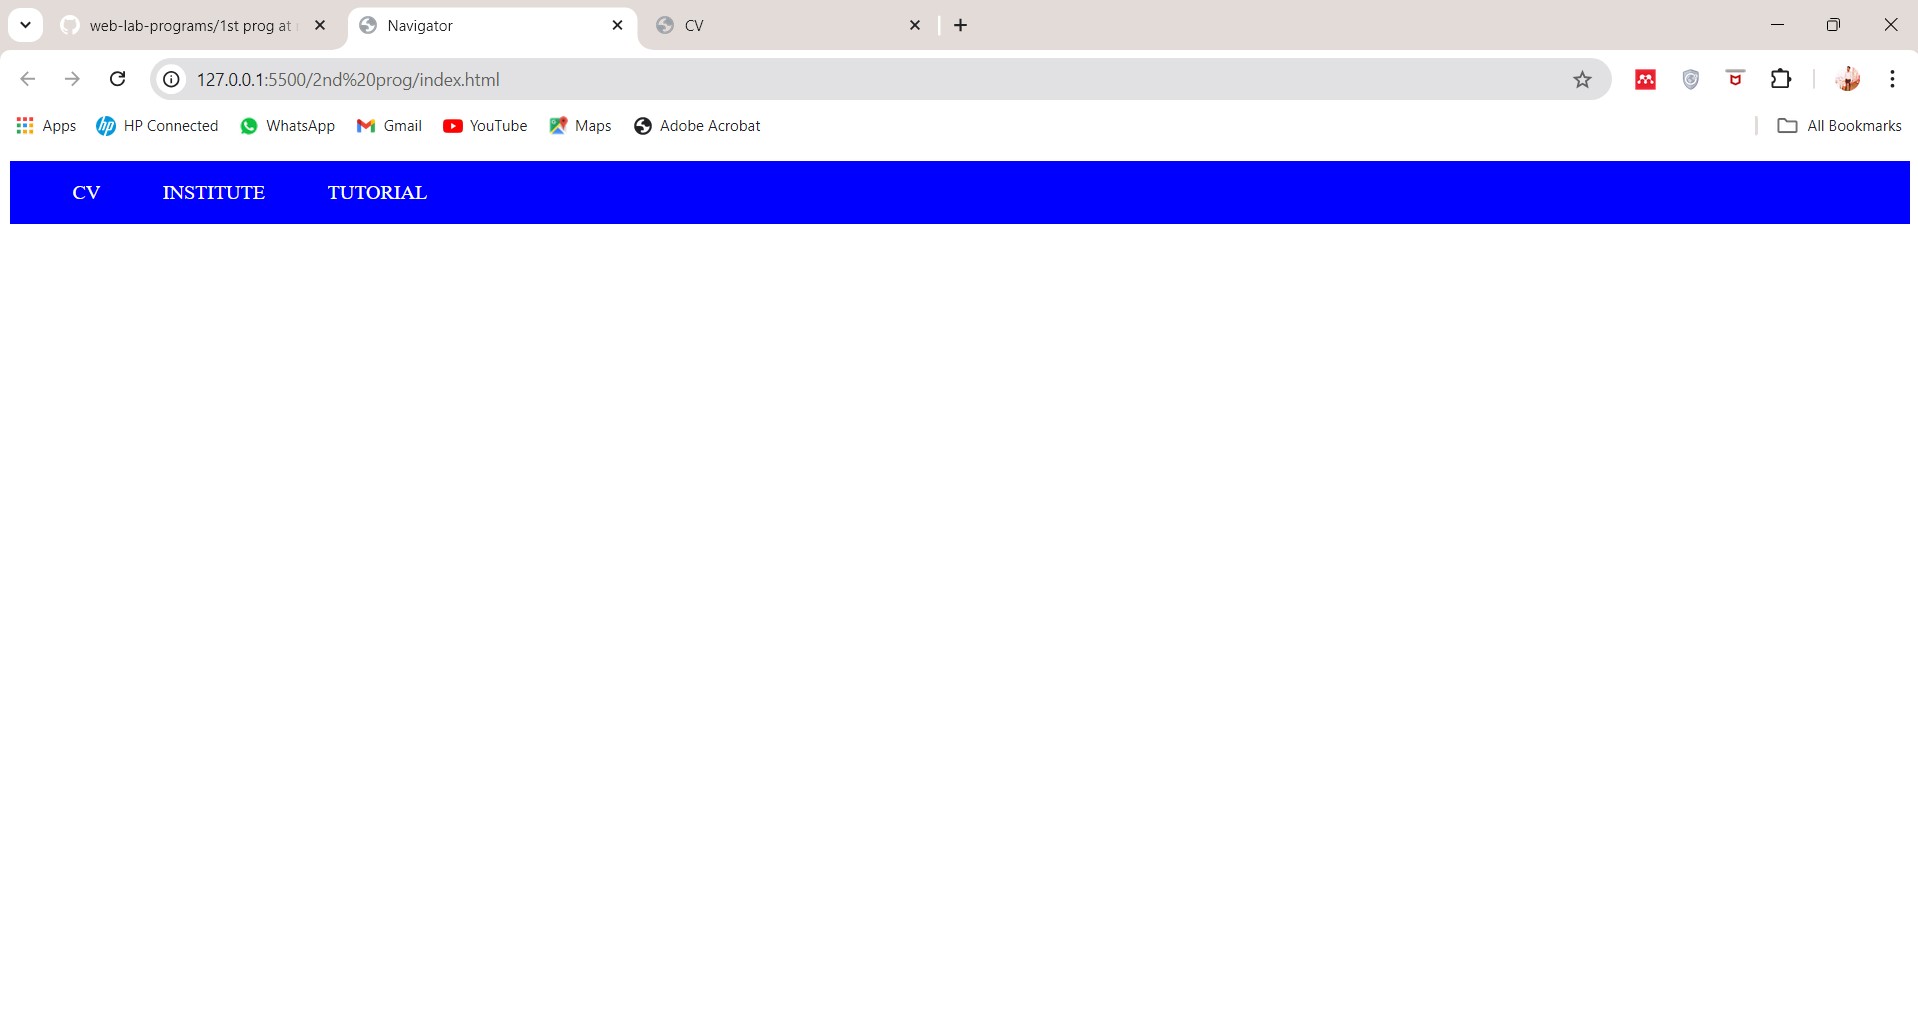 web-lab-programs/1st prog at
Navigator
CV
127.0.0.1:5500/2nd%20prog/index.html
Apps
HP Connected
WhatsApp
Gmail
YouTube
Maps
Adobe Acrobat
All Bookmarks
CV
INSTITUTE
TUTORIAL